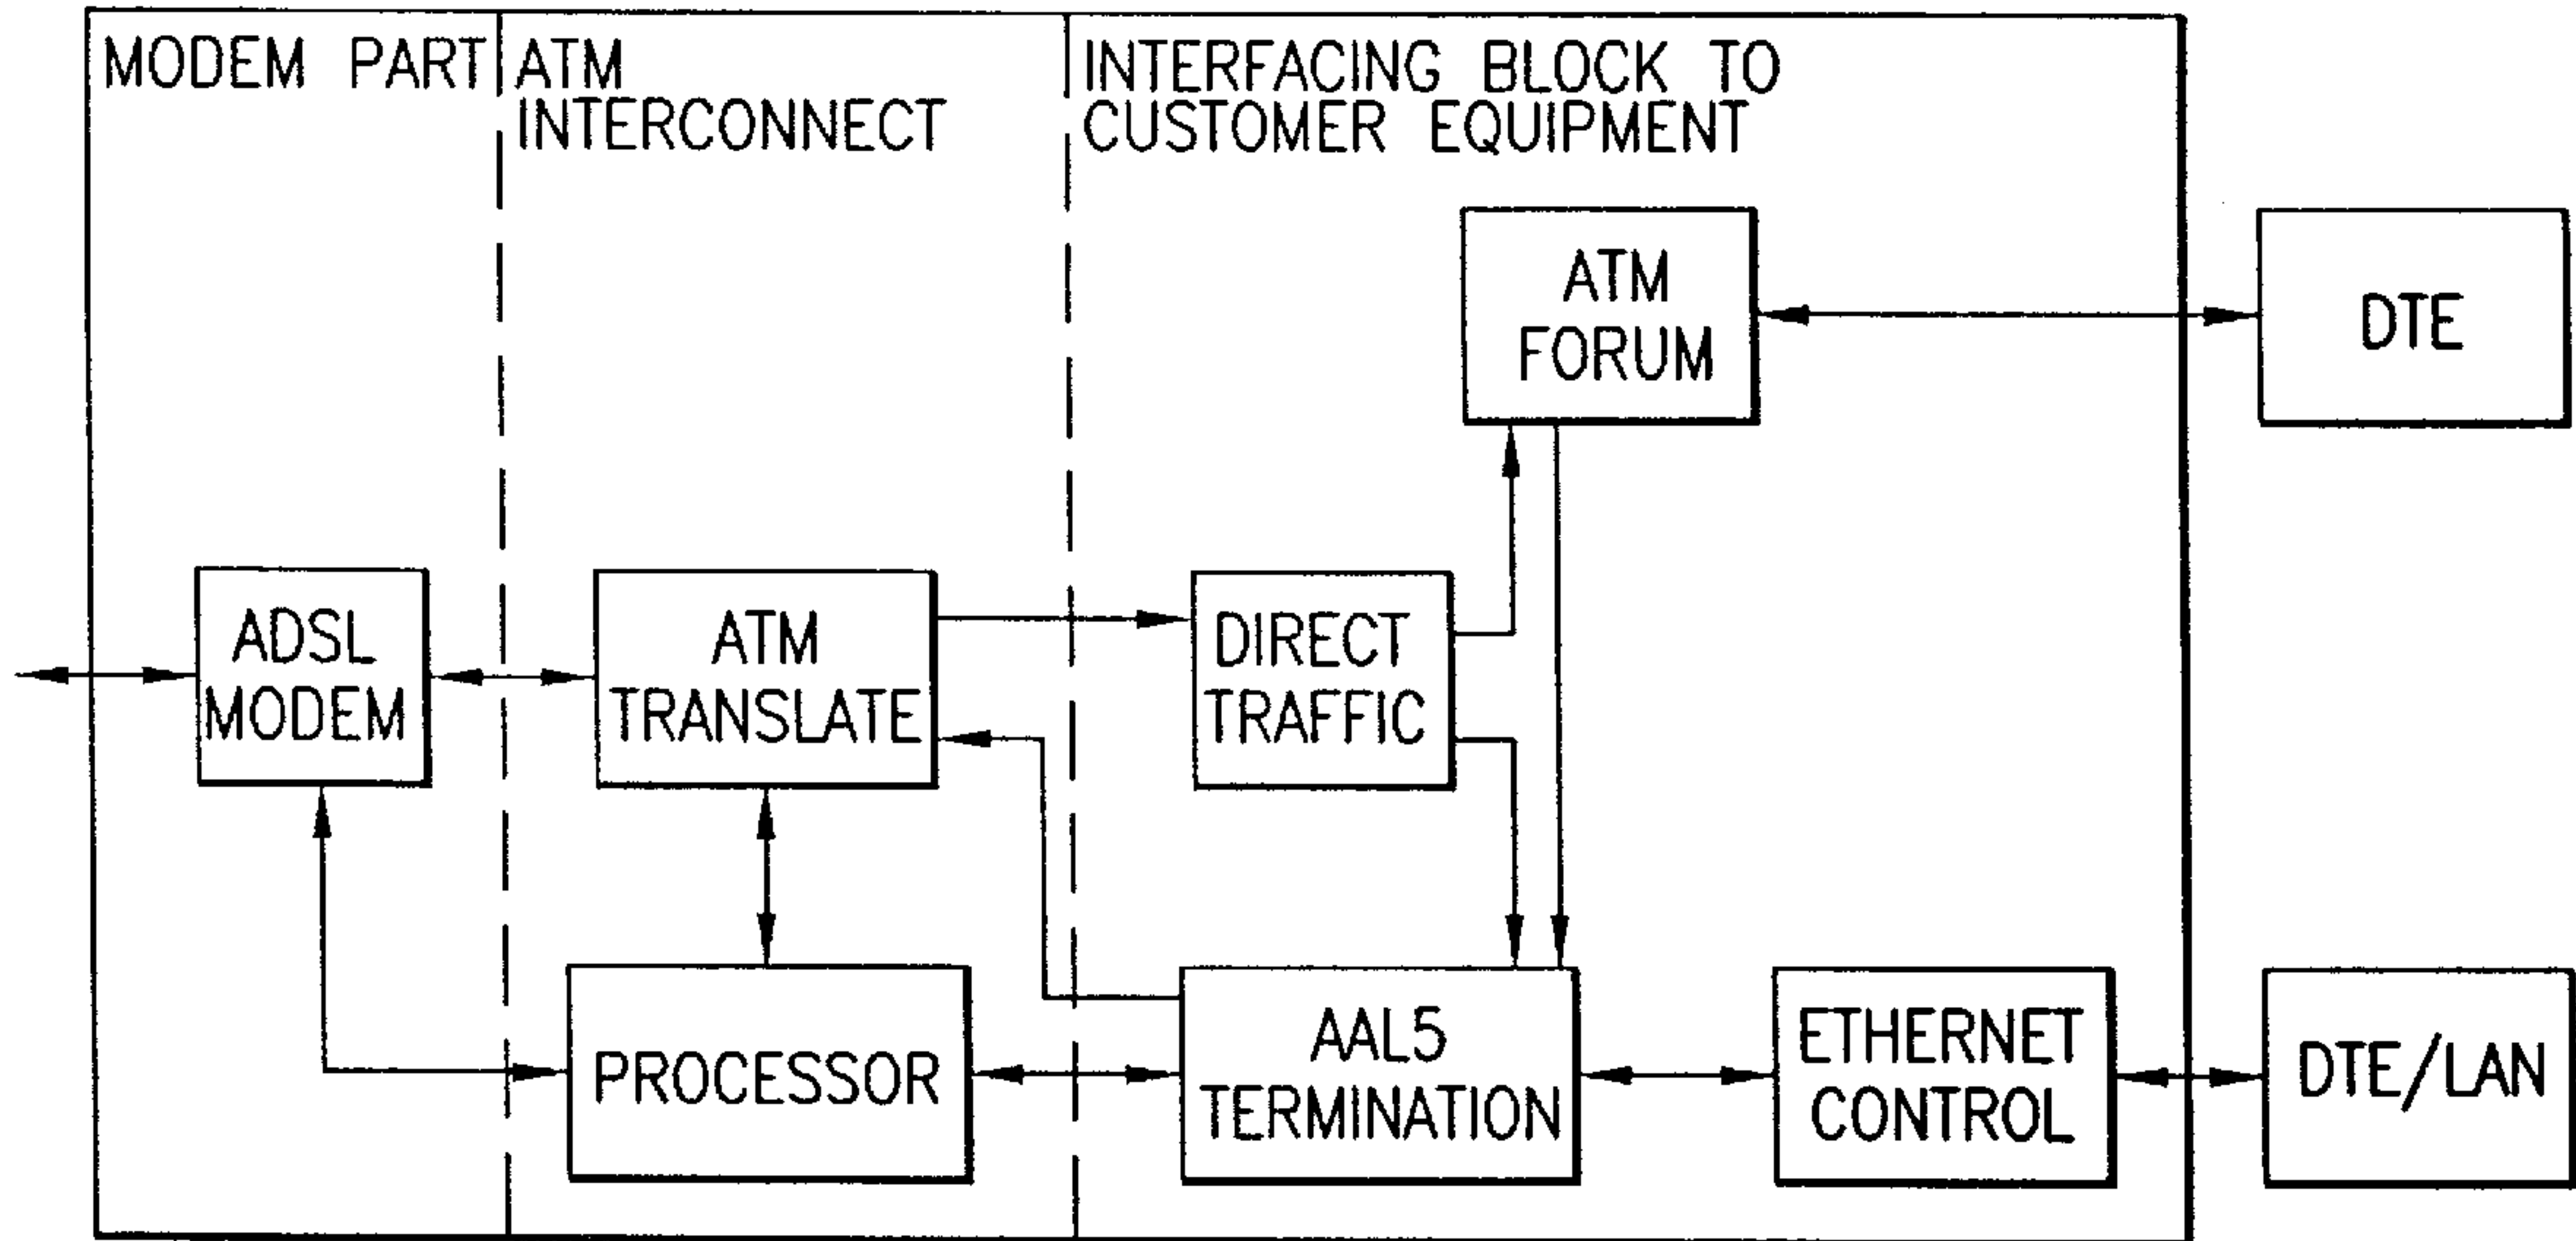 MODEM PART
ATM
INTERCONNECT
INTERFACING BLOCK TO
CUSTOMER EQUIPMENT
ATM
FORUM
DTE
ADSL
MODEM
ATM
TRANSLATE
DIRECT
TRAFFIC
PROCESSOR
AAL5
TERMINATION
ETHERNET
CONTROL
DTE/LAN